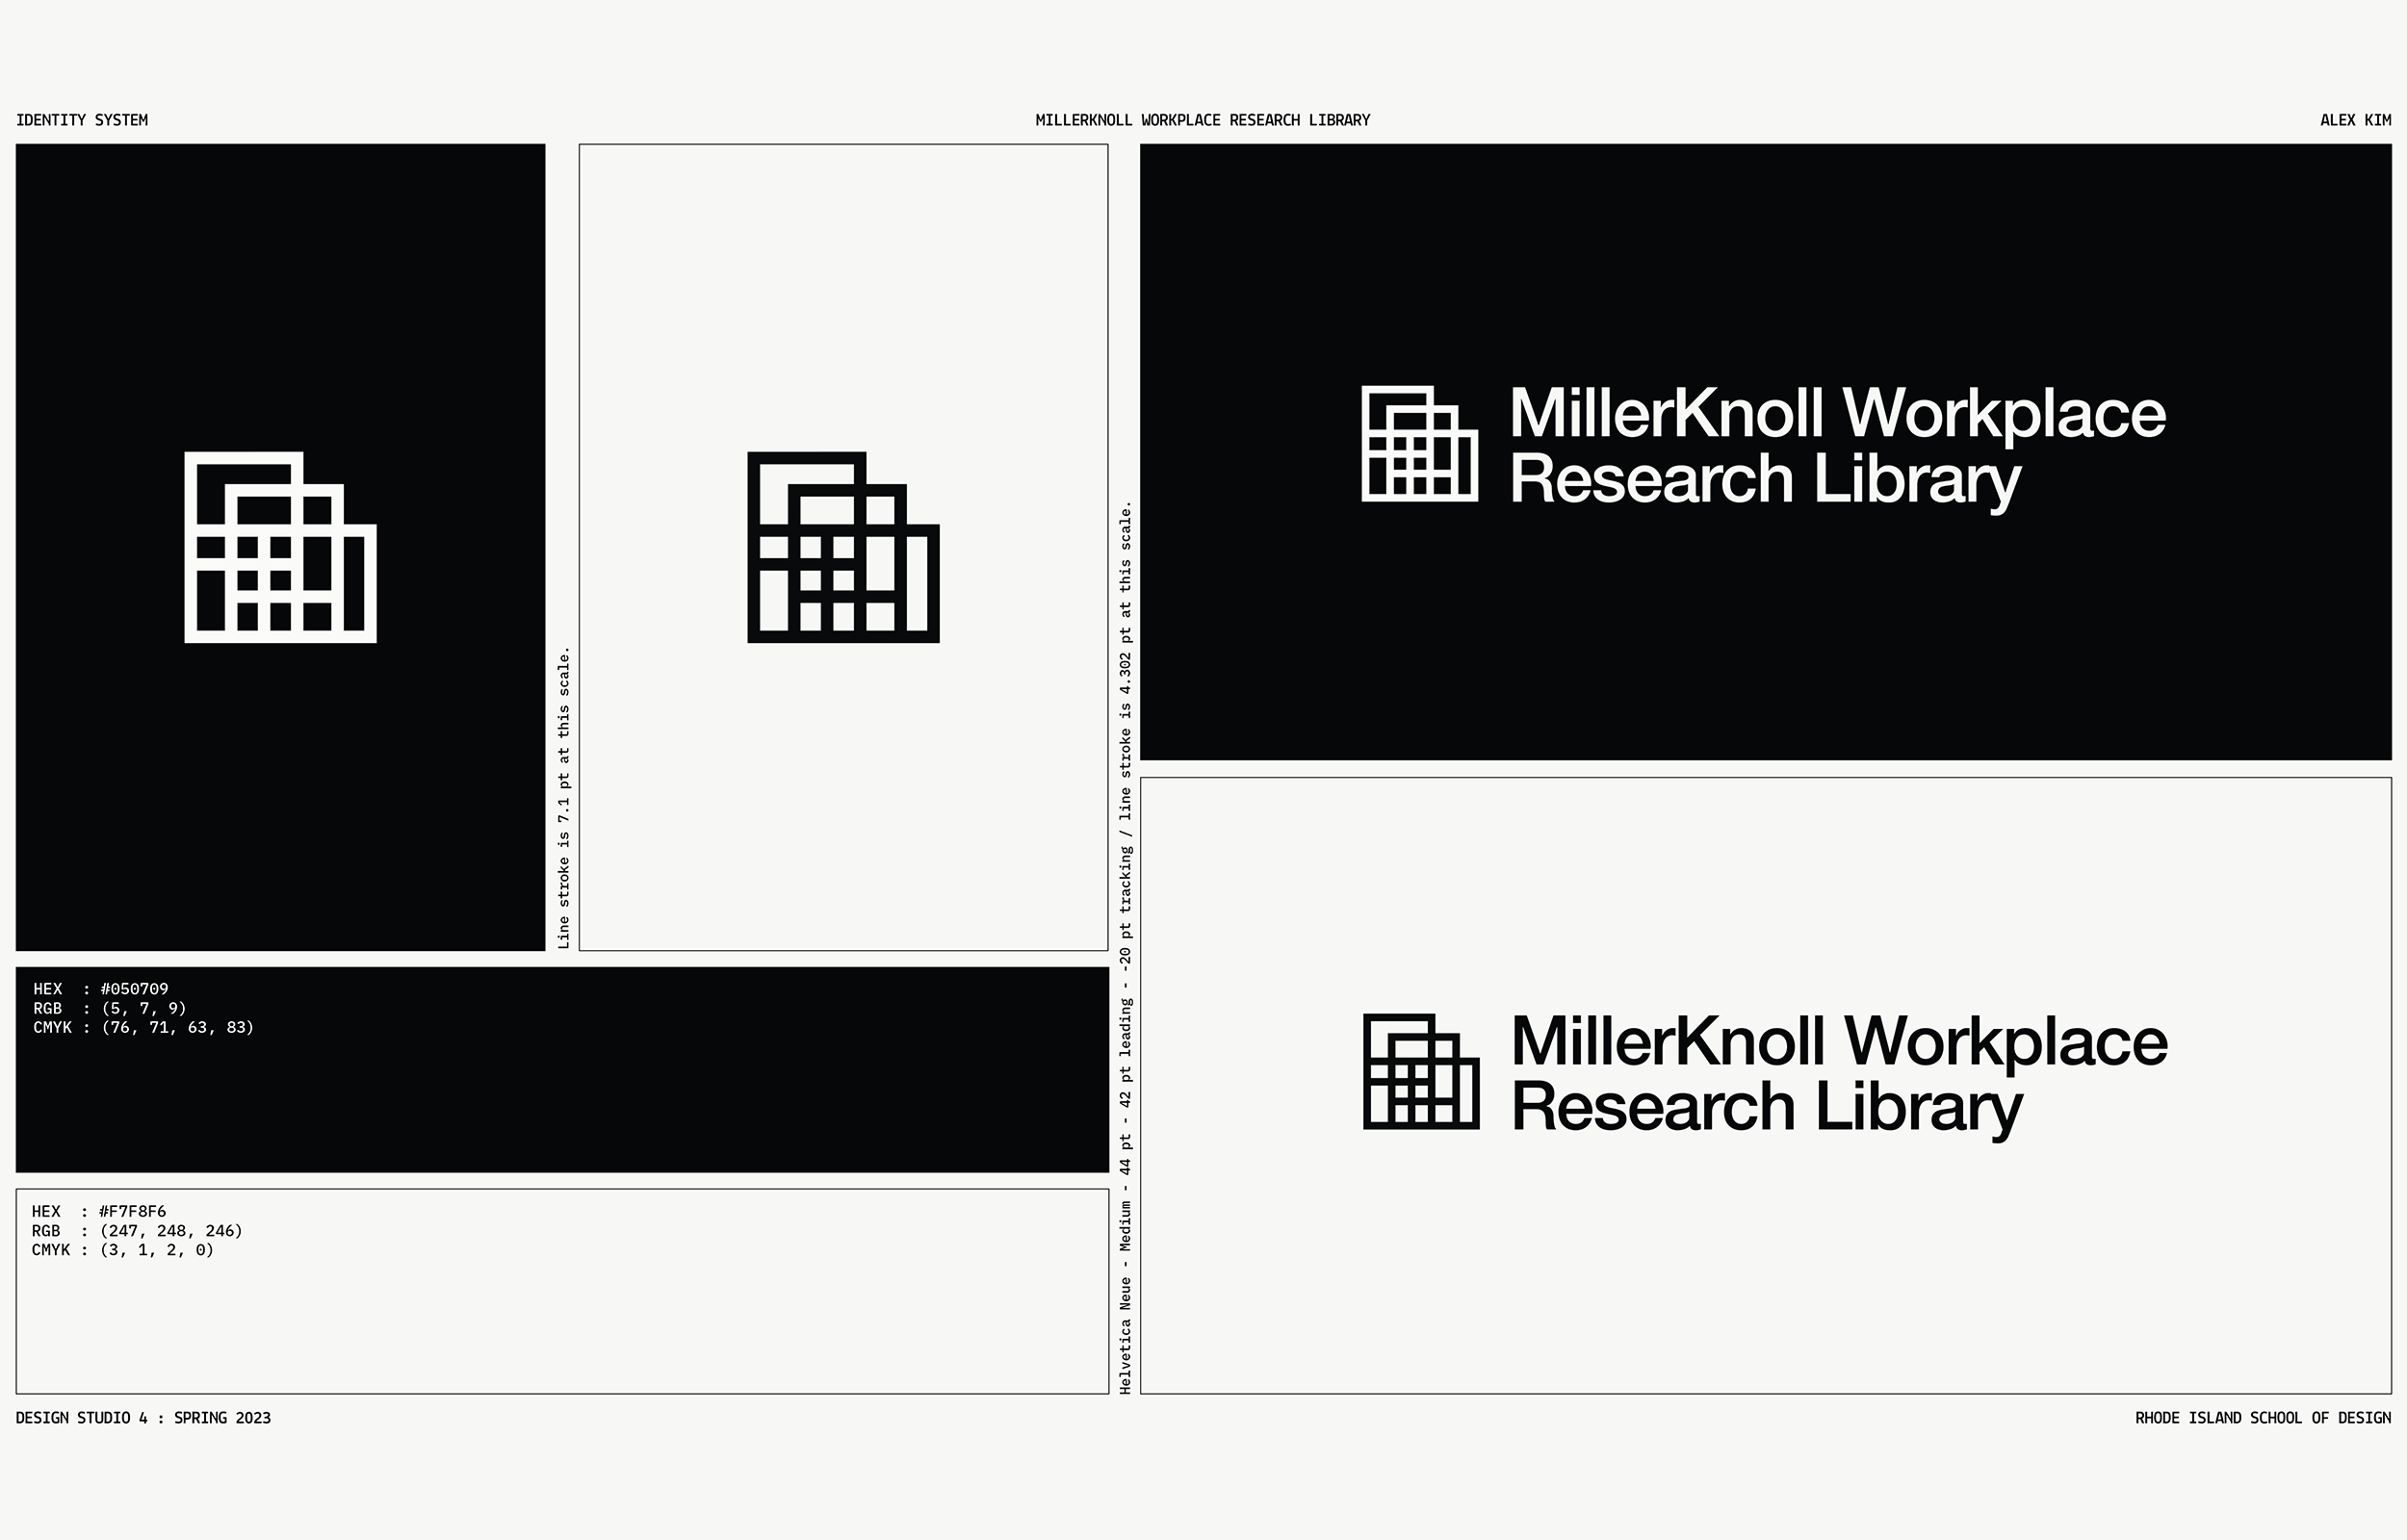 IDENTITY SYSTEM
MILLERKNOLL WORKPLACE RESEARCH LIBRARY
ALEX KIM
Line stroke is 7.1 pt at this scale.
HEX  : #050709
RGB  : (5, 7, 9)
CMYK : (76, 71, 63, 83)
HEX  : #F7F8F6
RGB  : (247, 248, 246)
CMYK : (3, 1, 2, 0)
Helvetica Neue - Medium - 44 pt - 42 pt leading - -20 pt tracking / line stroke is 4.302 pt at this scale.
MillerKnoll Workplace
Research Library
MillerKnoll Workplace
Research Library
DESIGN STUDIO 4 : SPRING 2023
RHODE ISLAND SCHOOL OF DESIGN